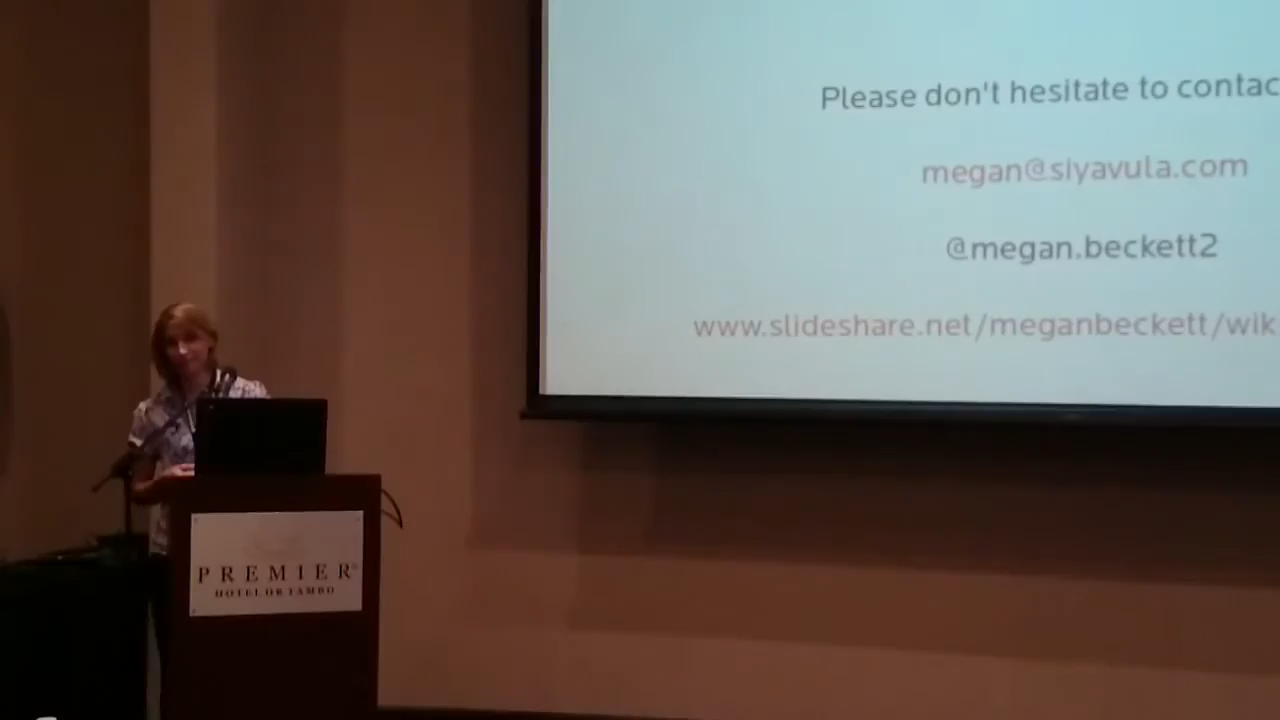 Please don't hesitate to contac
megan@siyavula.com
@megan.beckett2
www.slideshare.net/meganbeckett/wik
PREMIER
HOTEL OR TAMBO